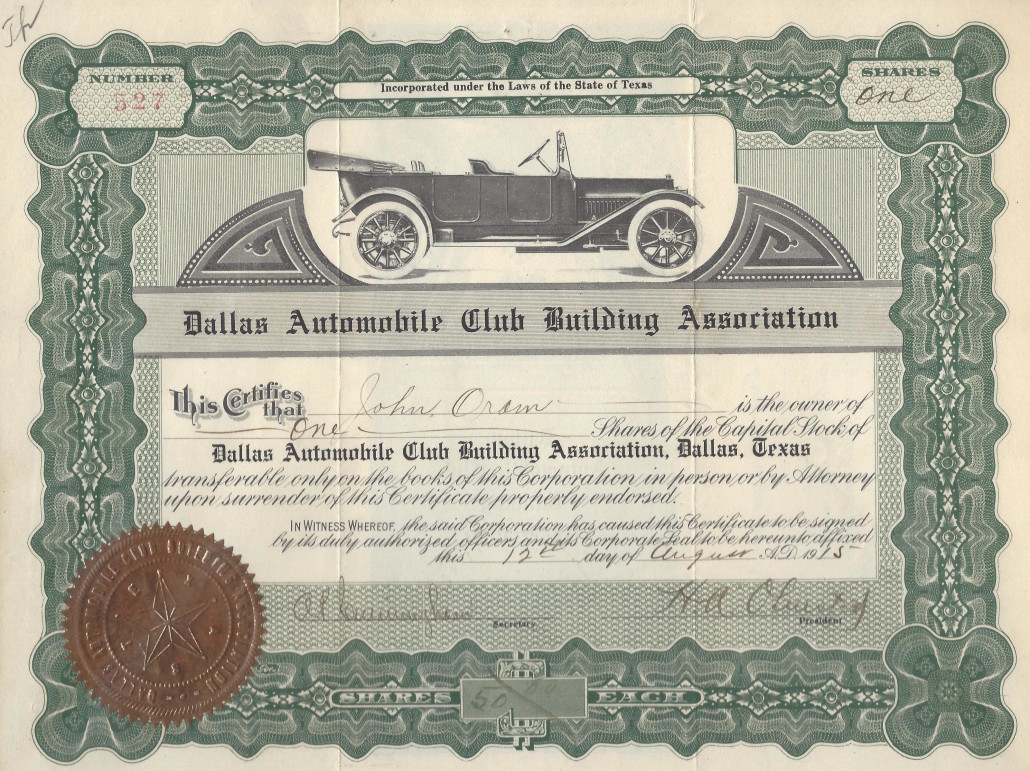 NUMBER
527
Incorporated under the Laws of the State of Texas
SHARES
One
Dallas Automobile Club Building Association
This Certifies that John Oram is the owner of
One Shares of the Capital Stock of
Dallas Automobile Club Building Association, Dallas, Texas
transferable only on the books of this Corporation in person or by Attorney
upon surrender of this Certificate properly endorsed.
IN WITNESS WHEREOF, the said Corporation has caused this Certificate to be signed
by its duly authorized officers and its Corporate Seal to be hereunto affixed
this 12th day of August A.D. 1915
Secretary
President
SHARES 50 00 EACH